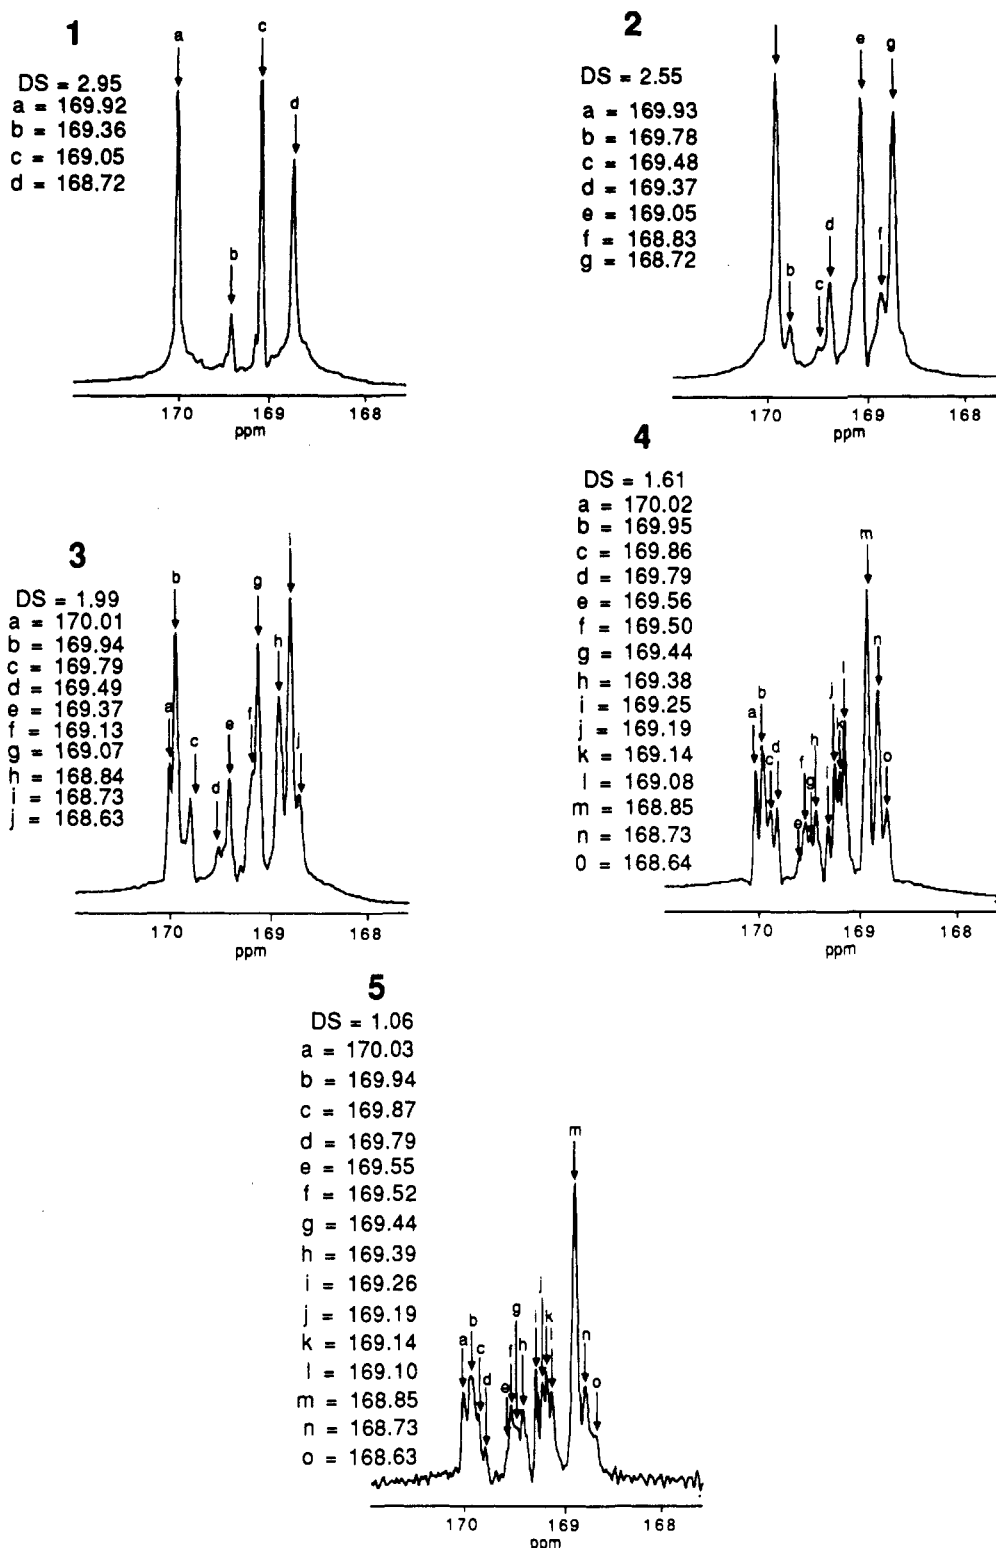 1
DS = 2.95
a = 169.92
b = 169.36
c = 169.05
d = 168.72
a
b
c
d
170
169
168
ppm
2
DS = 2.55
a = 169.93
b = 169.78
c = 169.48
d = 169.37
e = 169.05
f = 168.83
g = 168.72
b
c
d
e
f
g
170
169
168
ppm
3
DS = 1.99
a = 170.01
b = 169.94
c = 169.79
d = 169.49
e = 169.37
f = 169.13
g = 169.07
h = 168.84
i = 168.73
j = 168.63
a
b
c
d
e
f
g
h
i
j
170
169
168
ppm
4
DS = 1.61
a = 170.02
b = 169.95
c = 169.86
d = 169.79
e = 169.56
f = 169.50
g = 169.44
h = 169.38
i = 169.25
j = 169.19
k = 169.14
l = 169.08
m = 168.85
n = 168.73
o = 168.64
a
b
c
d
e
f
g
h
i
j
k
l
m
n
o
170
169
168
ppm
5
DS = 1.06
a = 170.03
b = 169.94
c = 169.87
d = 169.79
e = 169.55
f = 169.52
g = 169.44
h = 169.39
i = 169.26
j = 169.19
k = 169.14
l = 169.10
m = 168.85
n = 168.73
o = 168.63
a
b
c
d
e
f
g
h
i
j
k
l
m
n
o
170
169
168
ppm